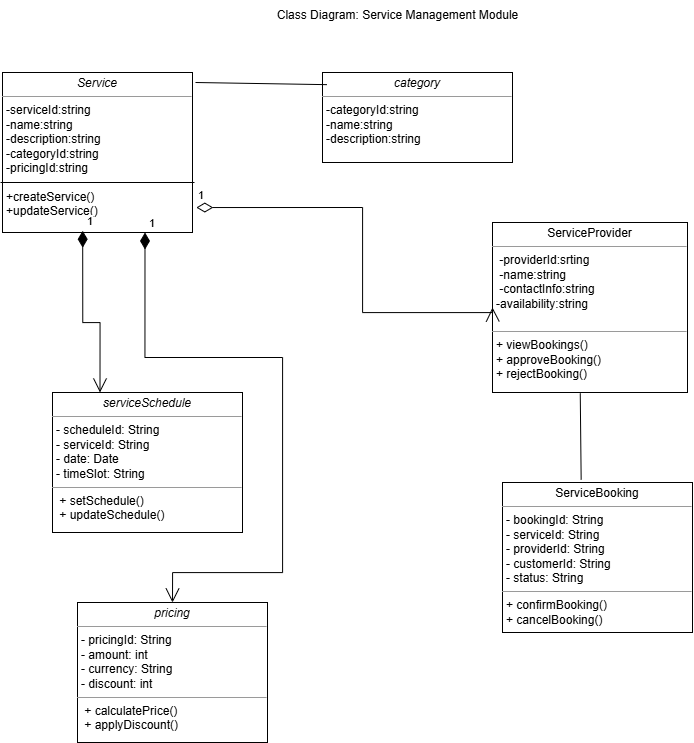 Class Diagram: Service Management Module
Service
-serviceId:string
-name:string
-description:string
-categoryId:string
-pricingId:string
+createService()
+updateService()
1
1
1
category
-categoryId:string
-name:string
-description:string
ServiceProvider
-providerId:srting
-name:string
-contactInfo:string
-availability:string
+ viewBookings()
+ approveBooking()
+ rejectBooking()
serviceSchedule
- scheduleId: String
- serviceId: String
- date: Date
- timeSlot: String
+ setSchedule()
+ updateSchedule()
ServiceBooking
- bookingId: String
- serviceId: String
- providerId: String
- customerId: String
- status: String
+ confirmBooking()
+ cancelBooking()
pricing
- pricingId: String
- amount: int
- currency: String
- discount: int
+ calculatePrice()
+ applyDiscount()